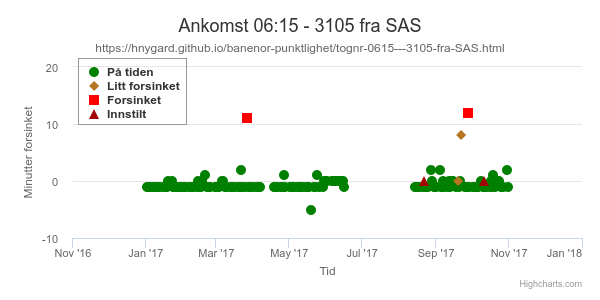 Ankomst 06:15 - 3105 fra SAS
https://hnygard.github.io/banenor-punktlighet/tognr-0615---3105-fra-SAS.html
På tiden
Litt forsinket
Forsinket
Innstilt
Minutter forsinket
20
10
0
-10
Nov '16
Jan '17
Mar '17
May '17
Jul '17
Sep '17
Nov '17
Jan '18
Tid
Highcharts.com